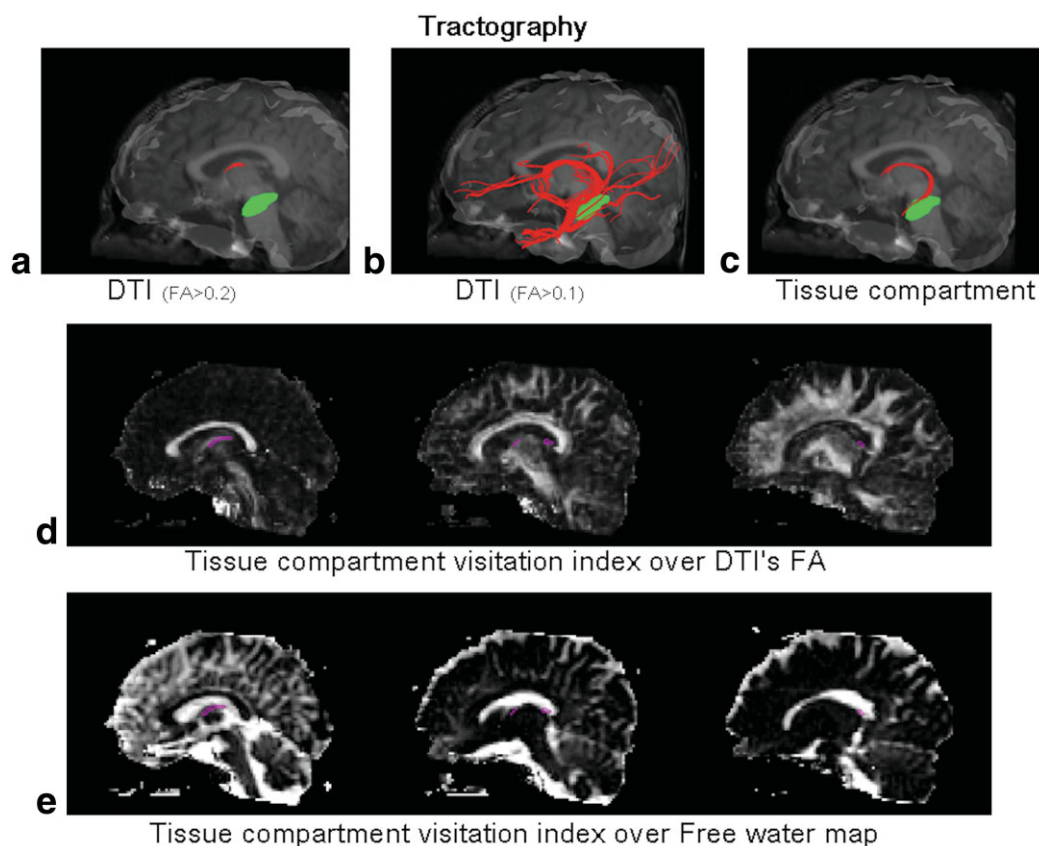 Tractography
a
DTI (FA>0.2)
b
DTI (FA>0.1)
c
Tissue compartment
d
Tissue compartment visitation index over DTI's FA
e
Tissue compartment visitation index over Free water map